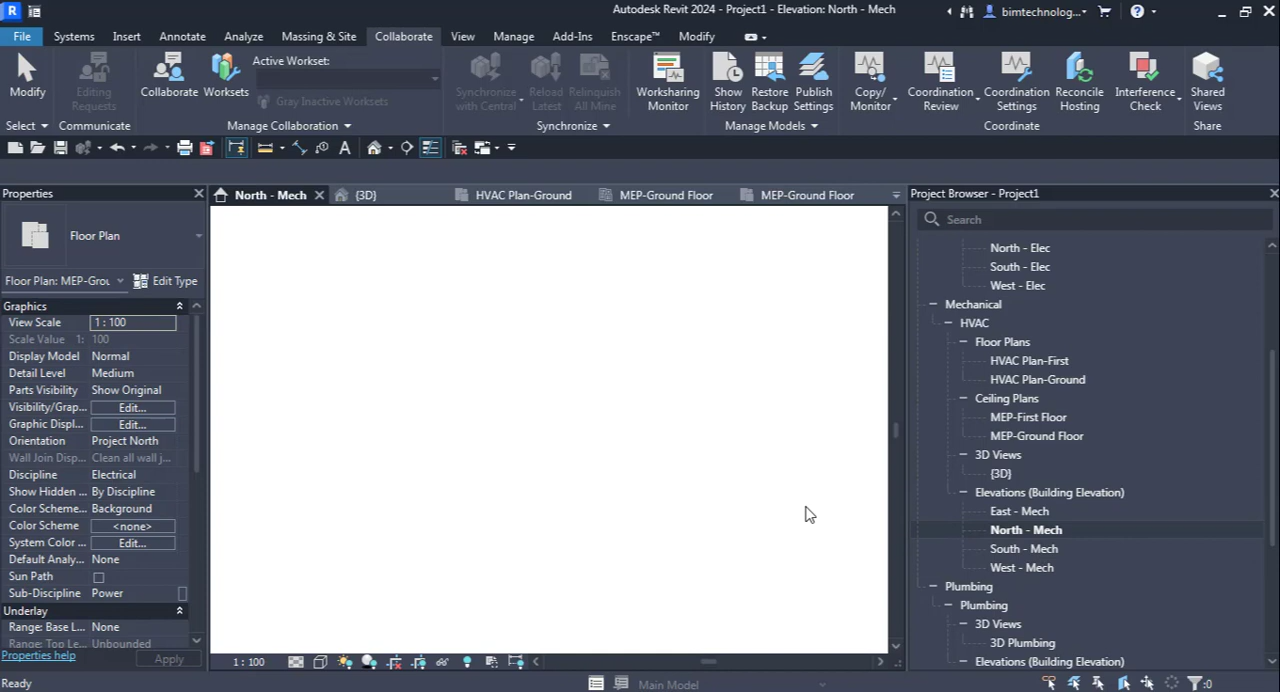 R
Autodesk Revit 2024 - Project1 - Elevation: North - Mech
bimtechnolog...
File Systems Insert Annotate Analyze Massing & Site Collaborate View Manage Add-Ins Enscape™ Modify
Modify
Select
Editing
Requests
Communicate
Collaborate
Worksets
Active Workset:
Gray Inactive Worksets
Manage Collaboration
Synchronize
with Central
Reload
Latest
Relinquish
All Mine
Synchronize
Worksharing
Monitor
Show
History
Restore
Backup
Publish
Settings
Manage Models
Copy/
Monitor
Coordination
Review
Coordination
Settings
Reconcile
Hosting
Interference
Check
Coordinate
Shared
Views
Share
A
Properties
Floor Plan
Floor Plan: MEP-Grou
Edit Type
Graphics
View Scale 1 : 100
Scale Value 1: 100
Display Model Normal
Detail Level Medium
Parts Visibility Show Original
Visibility/Grap... Edit...
Graphic Displ... Edit...
Orientation Project North
Wall Join Disp... Clean all wall j...
Discipline Electrical
Show Hidden ... By Discipline
Color Scheme... Background
Color Scheme <none>
System Color ... Edit...
Default Analy... None
Sun Path
Sub-Discipline Power
Underlay
Range: Base L... None
Range: Top Le... Unbounded
Properties help
Apply
North - Mech
{3D}
HVAC Plan-Ground
MEP-Ground Floor
MEP-Ground Floor
Project Browser - Project1
Search
North - Elec
South - Elec
West - Elec
Mechanical
HVAC
Floor Plans
HVAC Plan-First
HVAC Plan-Ground
Ceiling Plans
MEP-First Floor
MEP-Ground Floor
3D Views
{3D}
Elevations (Building Elevation)
East - Mech
North - Mech
South - Mech
West - Mech
Plumbing
Plumbing
3D Views
3D Plumbing
Elevations (Building Elevation)
1 : 100
Ready
Main Model
:0